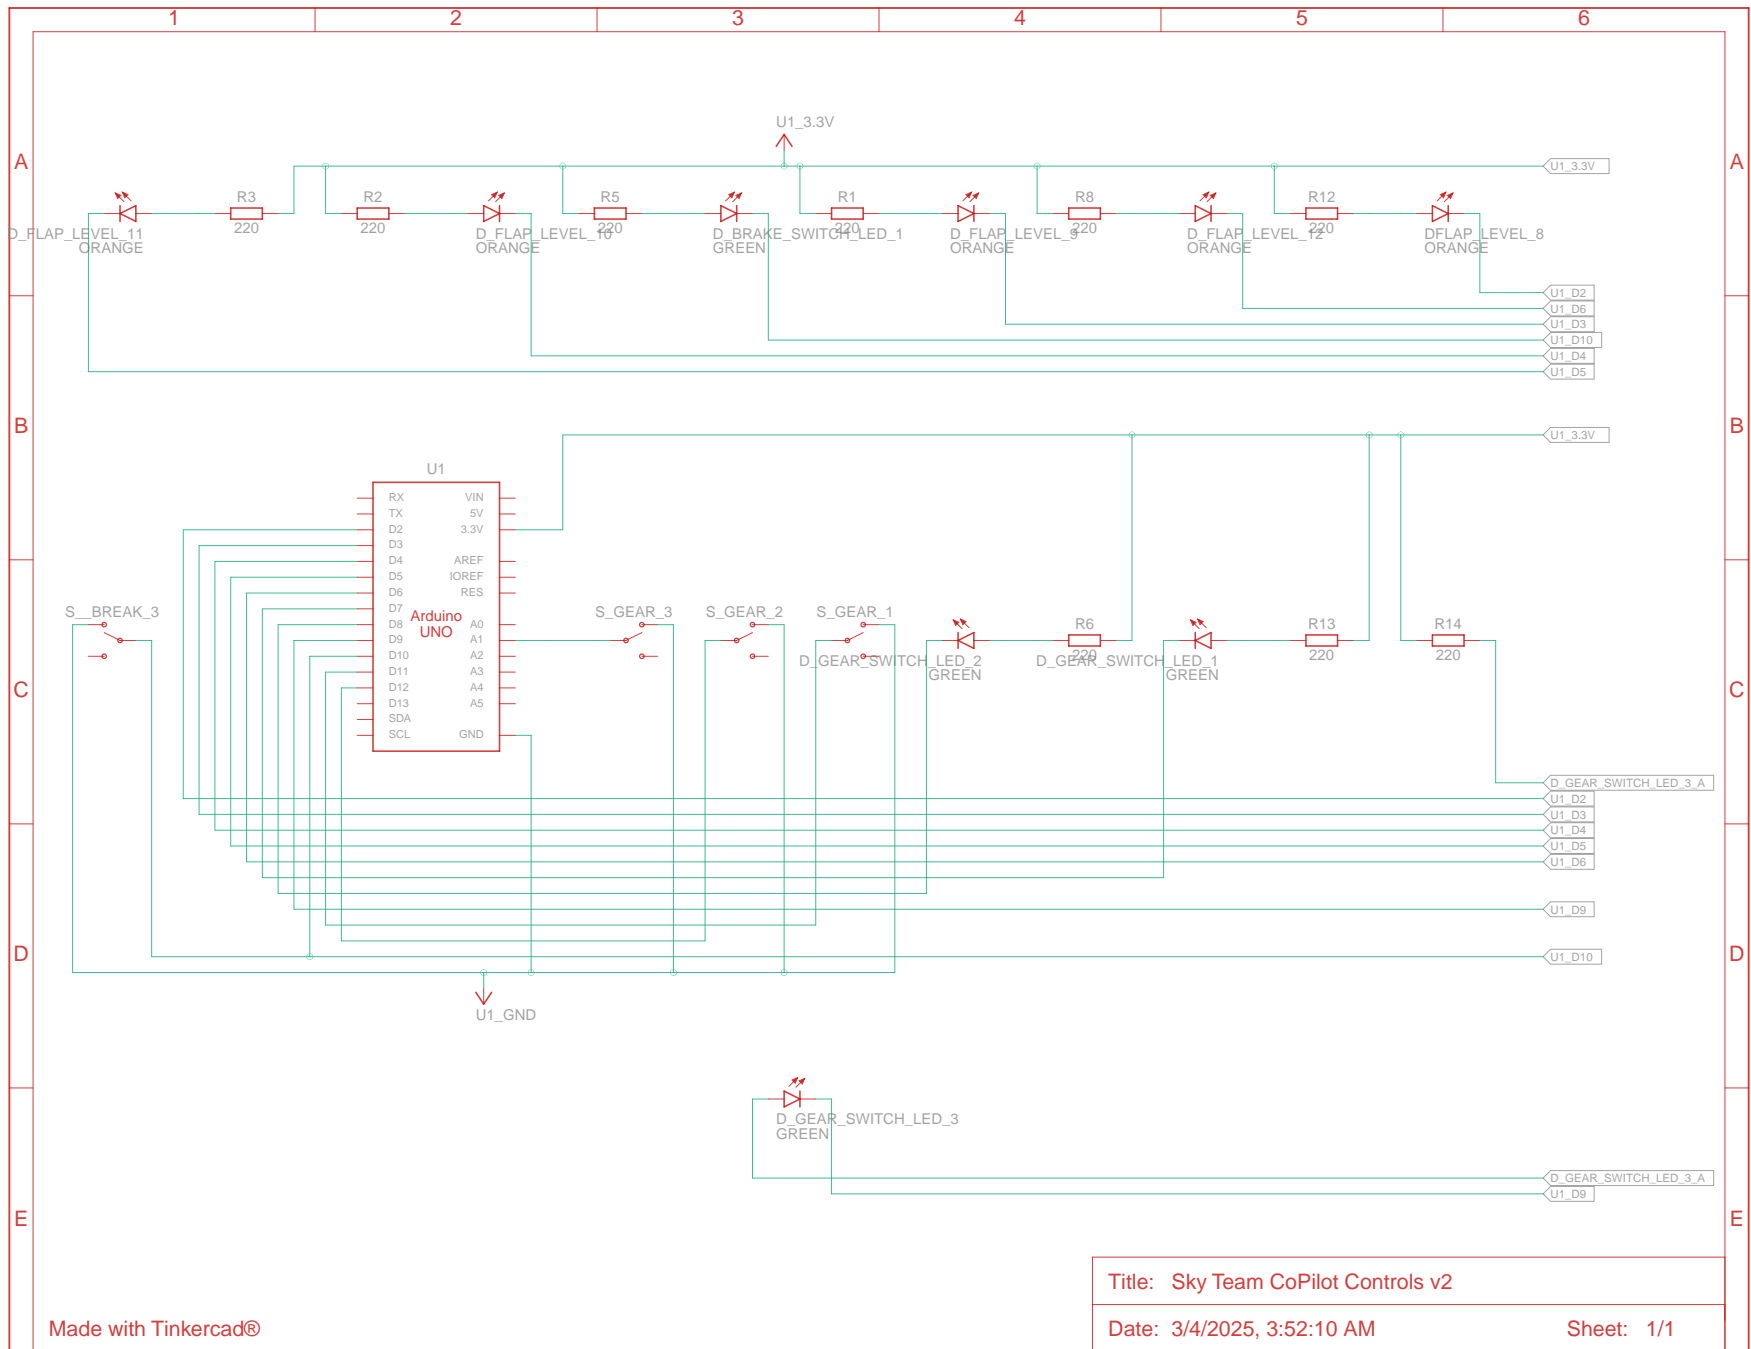 1 2 3 4 5 6
A A
U1_3.3V
U1_3.3V
R3 R2 R5 R1 R8 R12
220 220 220 220 220 220
D_FLAP_LEVEL_11 D_FLAP_LEVEL_10 D_BRAKE_SWITCH_LED_1 D_FLAP_LEVEL_9 D_FLAP_LEVEL_12 DFLAP_LEVEL_8
ORANGE ORANGE GREEN ORANGE ORANGE ORANGE
U1_D2
U1_D6
U1_D3
U1_D10
U1_D4
U1_D5
B B
U1_3.3V
U1
RX VIN
TX 5V
D2 3.3V
D3
D4 AREF
D5 IOREF
D6 RES
D7
D8 A0
D9 A1
D10 A2
D11 A3
D12 A4
D13 A5
SDA
SCL GND
Arduino
UNO
S__BREAK_3 S_GEAR_3 S_GEAR_2 S_GEAR_1
R6 R13 R14
220 220 220
D_GEAR_SWITCH_LED_2 D_GEAR_SWITCH_LED_1
GREEN GREEN
C C
D_GEAR_SWITCH_LED_3_A
U1_D2
U1_D3
U1_D4
U1_D5
U1_D6
U1_D9
D D
U1_D10
U1_GND
D_GEAR_SWITCH_LED_3
GREEN
D_GEAR_SWITCH_LED_3_A
U1_D9
E E
Title: Sky Team CoPilot Controls v2
Made with Tinkercad®
Date: 3/4/2025, 3:52:10 AM Sheet: 1/1